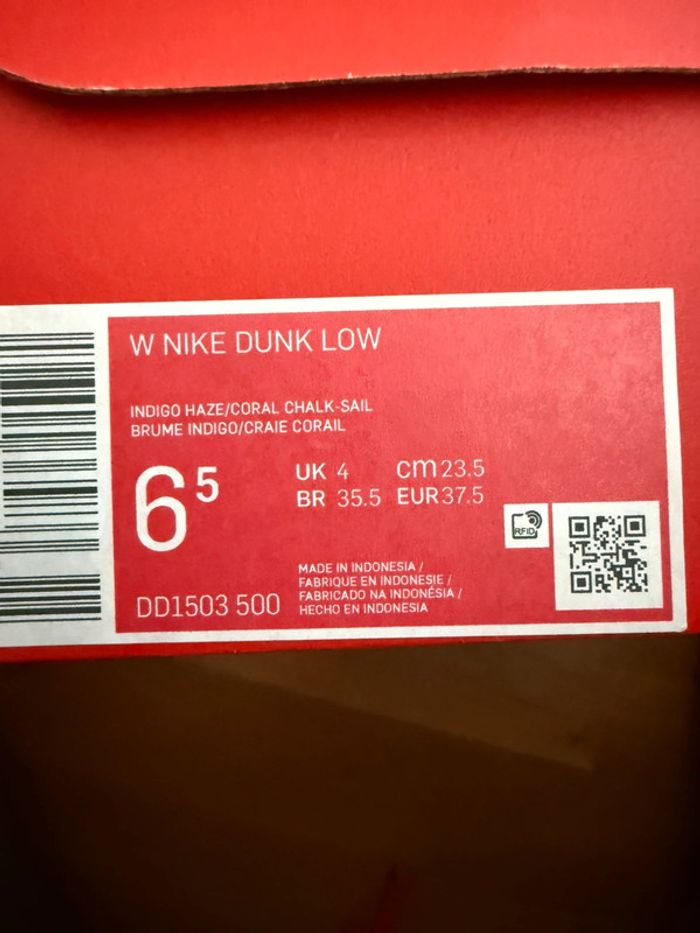 W NIKE DUNK LOW
INDIGO HAZE/CORAL CHALK-SAIL
BRUME INDIGO/CRAIE CORAIL
6⁵
UK 4 cm 23.5
BR 35.5 EUR 37.5
RFID
MADE IN INDONESIA /
FABRIQUE EN INDONESIE /
FABRICADO NA INDONÉSIA /
HECHO EN INDONESIA
DD1503 500